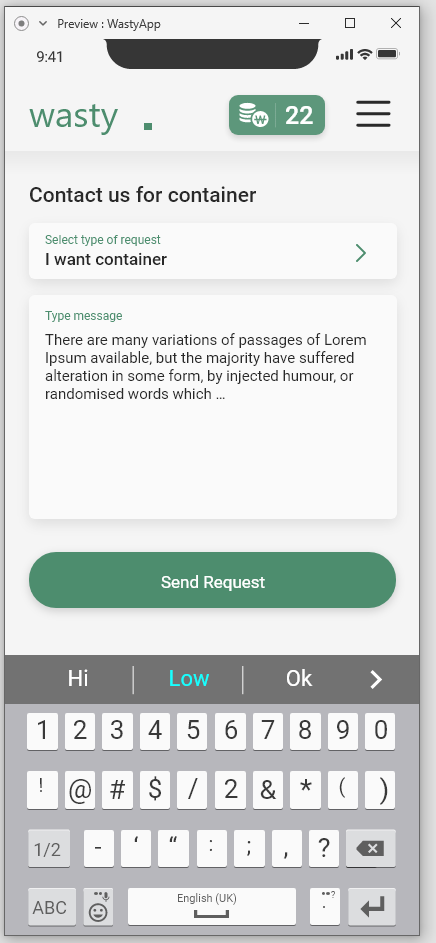 Preview : WastyApp
9:41
wasty .
22
Contact us for container
Select type of request
I want container
Type message
There are many variations of passages of Lorem
Ipsum available, but the majority have suffered
alteration in some form, by injected humour, or
randomised words which ...
Send Request
Hi Low Ok
1 2 3 4 5 6 7 8 9 0
! @ # $ / 2 & * ( )
1/2 - ‘ “ : ; , ?
ABC English (UK) . ?